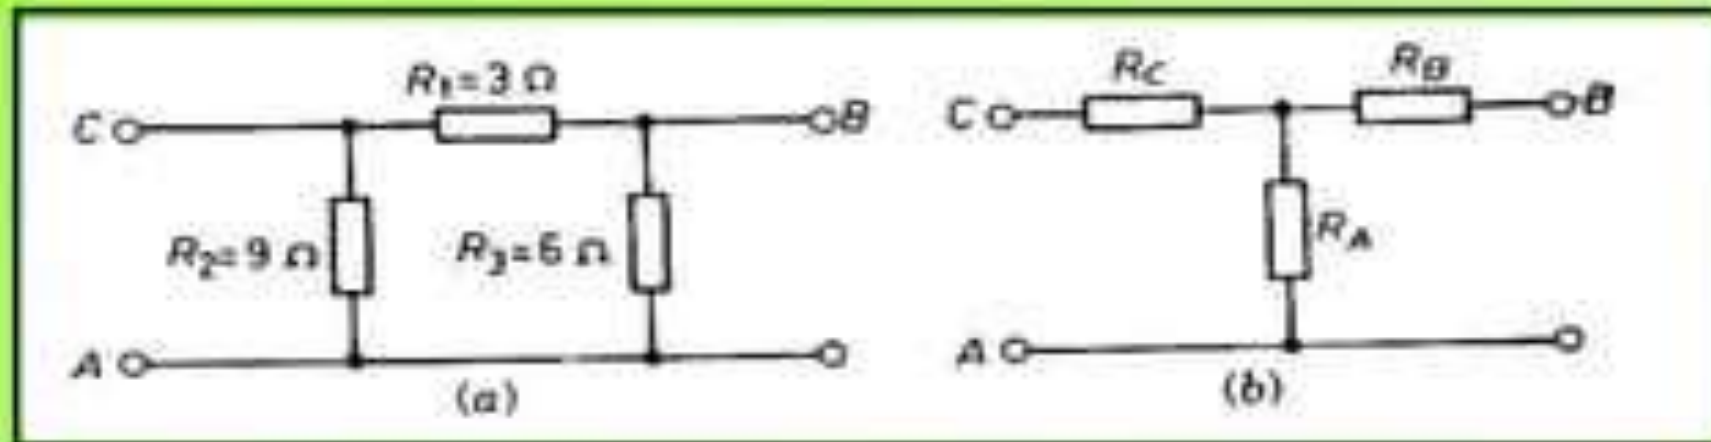 R₁=3 Ω
C
B
R₂=9 Ω
R₃=6 Ω
A
(a)
R_C
R_B
C
B
R_A
A
(b)